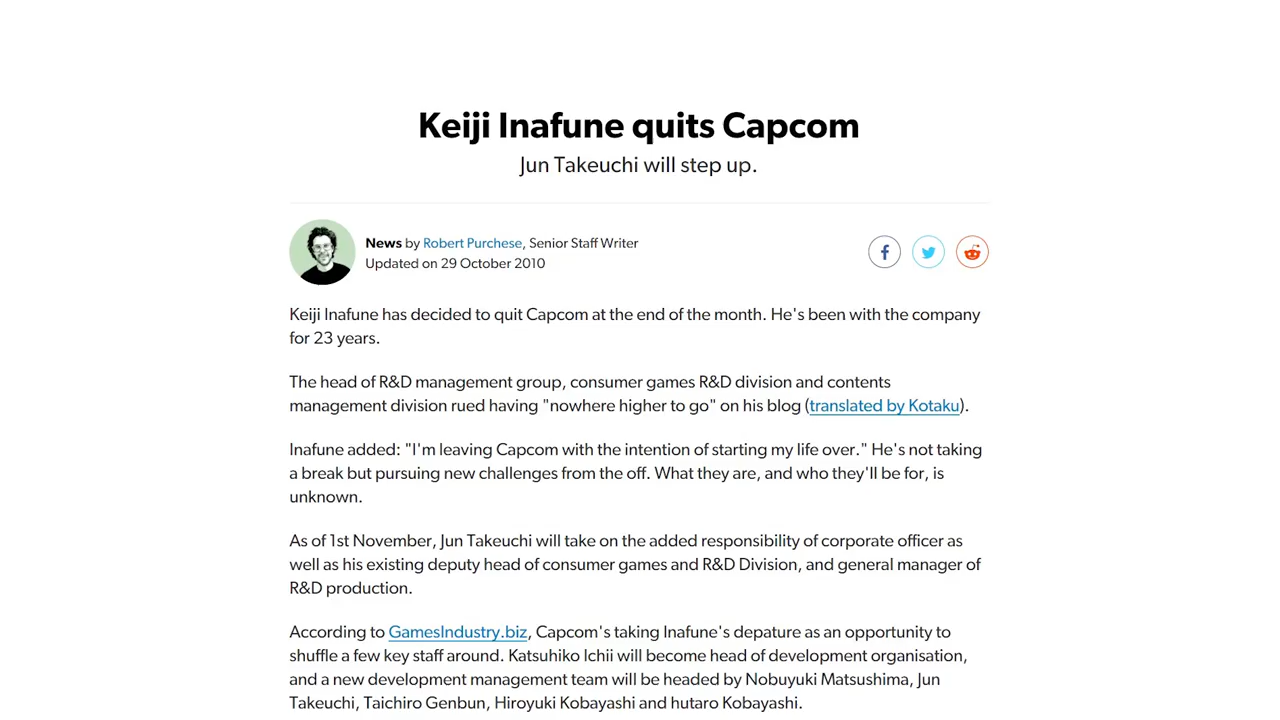 Keiji Inafune quits Capcom
Jun Takeuchi will step up.
News by Robert Purchese, Senior Staff Writer
Updated on 29 October 2010
Keiji Inafune has decided to quit Capcom at the end of the month. He's been with the company
for 23 years.
The head of R&D management group, consumer games R&D division and contents
management division rued having "nowhere higher to go" on his blog (translated by Kotaku).
Inafune added: "I'm leaving Capcom with the intention of starting my life over." He's not taking
a break but pursuing new challenges from the off. What they are, and who they'll be for, is
unknown.
As of 1st November, Jun Takeuchi will take on the added responsibility of corporate officer as
well as his existing deputy head of consumer games and R&D Division, and general manager of
R&D production.
According to GamesIndustry.biz, Capcom's taking Inafune's depature as an opportunity to
shuffle a few key staff around. Katsuhiko Ichii will become head of development organisation,
and a new development management team will be headed by Nobuyuki Matsushima, Jun
Takeuchi, Taichiro Genbun, Hiroyuki Kobayashi and hutaro Kobayashi.